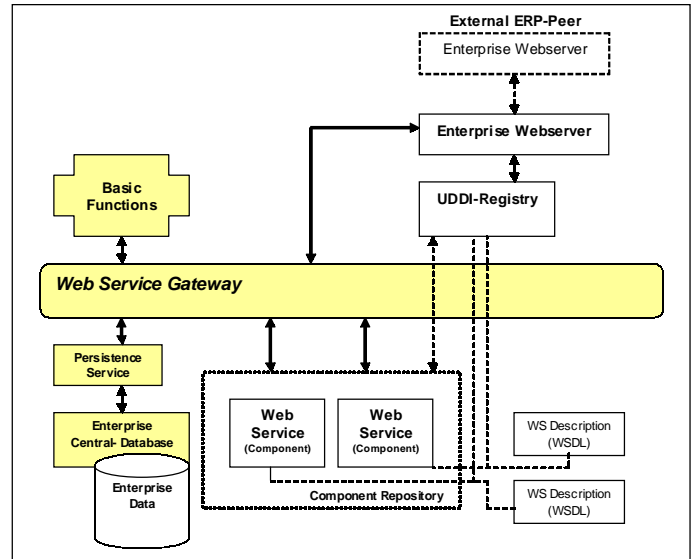 External ERP-Peer
Enterprise Webserver
Enterprise Webserver
UDDI-Registry
Basic
Functions
Web Service Gateway
Persistence
Service
Enterprise
Central- Database
Enterprise
Data
Web
Service
(Component)
Web
Service
(Component)
Component Repository
WS Description
(WSDL)
WS Description
(WSDL)